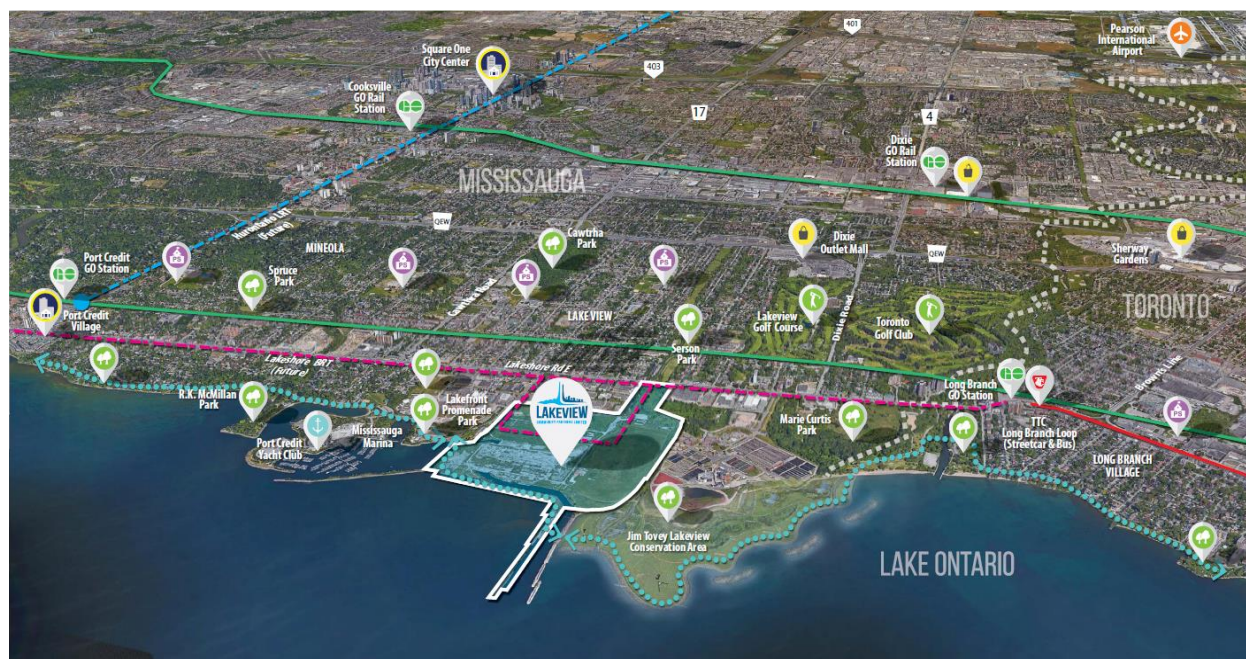 401
Pearson
International
Airport
Square One
City Center
403
Cooksville
GO Rail
Station
17
4
Dixie
GO Rail
Station
MISSISSAUGA
Hurontario LRT
(Future)
QEW
MINEOLA
Cawtrha
Park
Dixie
Outlet Mall
QEW
Sherway
Gardens
Port Credit
GO Station
Spruce
Park
Cawthra Road
LAKE VIEW
Dixie Road
TORONTO
Port Credit
Village
Lakeview
Golf Course
Toronto
Golf Club
Serson
Park
Browns Line
Lakeshore BRT
(Future)
Lakeshore Rd E
Long Branch
GO Station
R.K. McMillan
Park
Lakefront
Promenade
Park
LAKEVIEW
Marie Curtis
Park
TTC
Long Branch Loop
(Streetcar & Bus)
Port Credit
Yacht Club
Mississauga
Marina
LONG BRANCH
VILLAGE
Jim Tovey Lakeview
Conservation Area
LAKE ONTARIO